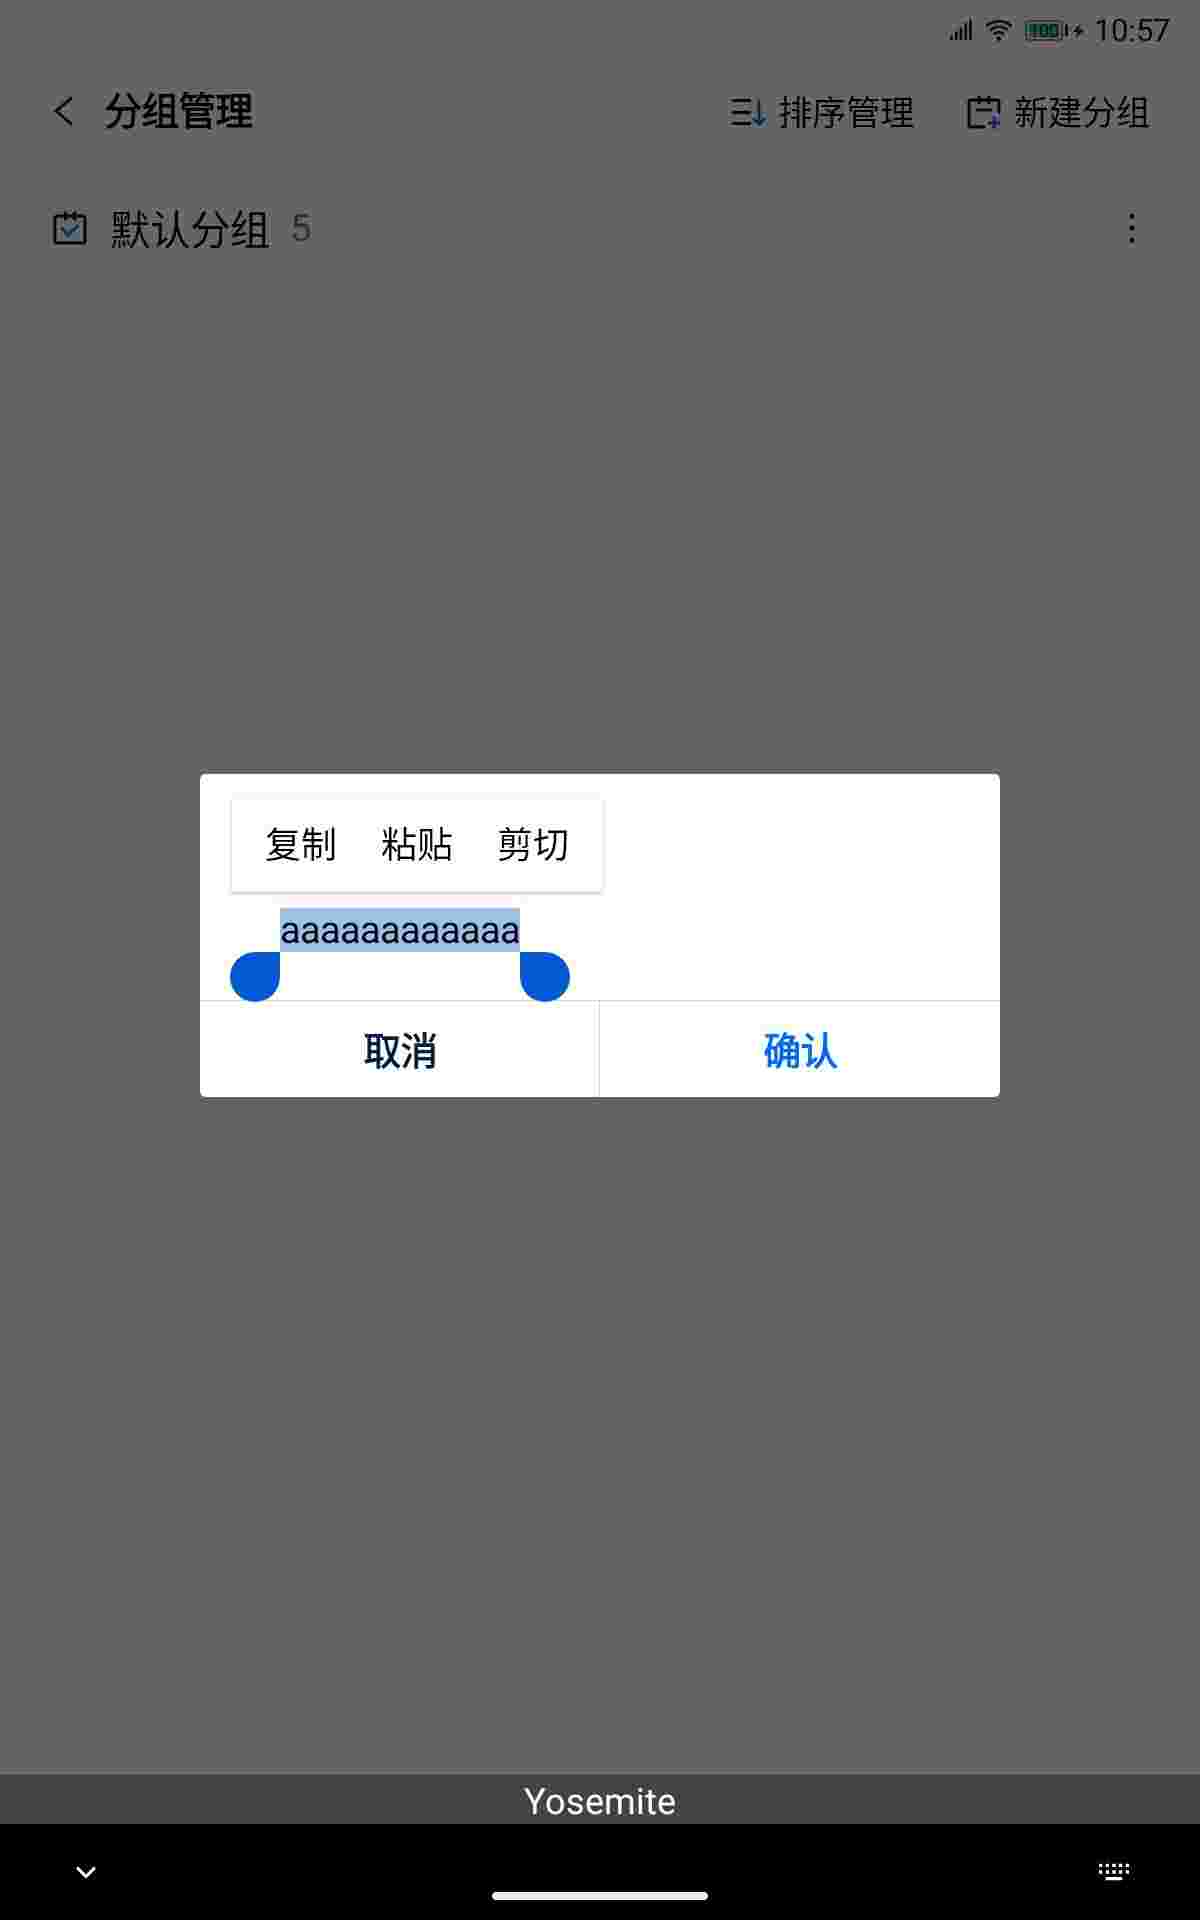 100 10:57
分组管理 排序管理 新建分组
默认分组 5
复制 粘贴 剪切
aaaaaaaaaaaa
取消 确认
Yosemite